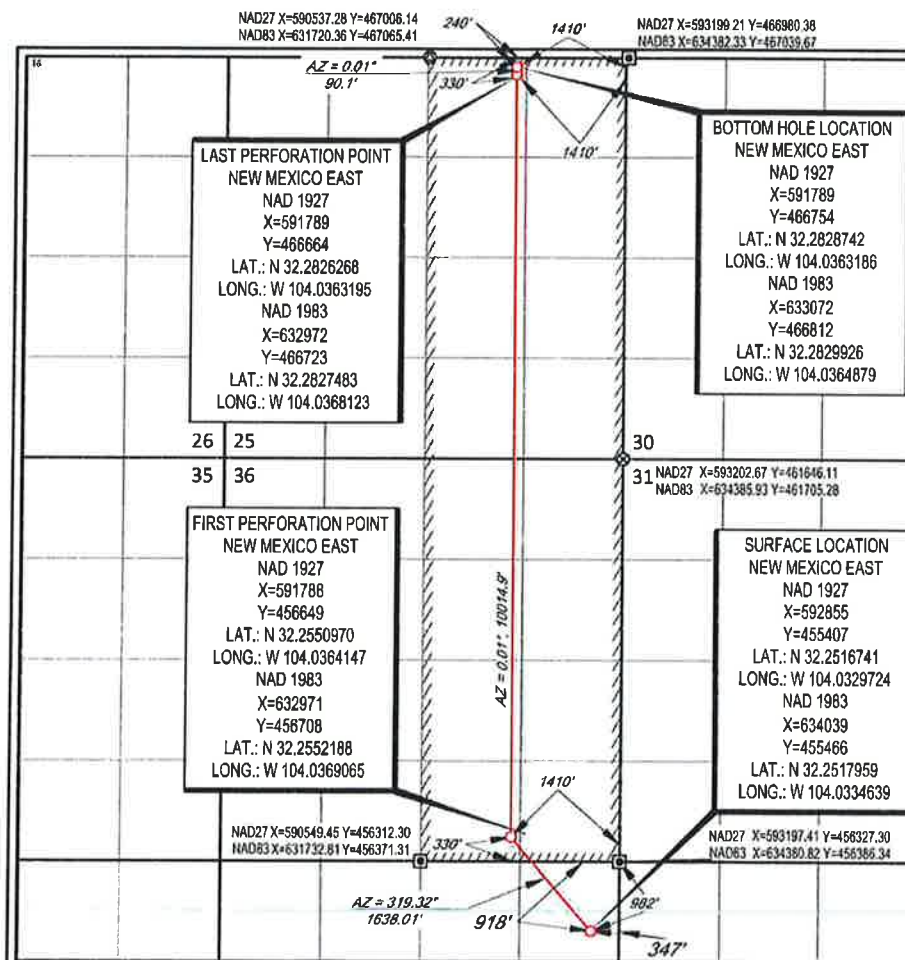 NAD27 X=590537.28 Y=467006.14
NAD83 X=631720.36 Y=467065.41
240'
1410'
NAD27 X=593199.21 Y=466980.38
NAD83 X=634382.33 Y=467039.67
16
AZ = 0.01°
90.1'
330'
1410'
LAST PERFORATION POINT
NEW MEXICO EAST
NAD 1927
X=591789
Y=466664
LAT.: N 32.2826268
LONG.: W 104.0363195
NAD 1983
X=632972
Y=466723
LAT.: N 32.2827483
LONG.: W 104.0368123
BOTTOM HOLE LOCATION
NEW MEXICO EAST
NAD 1927
X=591789
Y=466754
LAT.: N 32.2828742
LONG.: W 104.0363186
NAD 1983
X=633072
Y=466812
LAT.: N 32.2829926
LONG.: W 104.0364879
26 25
35 36
30
31
NAD27 X=593202.67 Y=461646.11
NAD83 X=634385.93 Y=461705.28
FIRST PERFORATION POINT
NEW MEXICO EAST
NAD 1927
X=591788
Y=456649
LAT.: N 32.2550970
LONG.: W 104.0364147
NAD 1983
X=632971
Y=456708
LAT.: N 32.2552188
LONG.: W 104.0369065
AZ = 0.01°, 10014.9'
SURFACE LOCATION
NEW MEXICO EAST
NAD 1927
X=592855
Y=455407
LAT.: N 32.2516741
LONG.: W 104.0329724
NAD 1983
X=634039
Y=455466
LAT.: N 32.2517959
LONG.: W 104.0334639
1410'
NAD27 X=590549.45 Y=456312.30
NAD83 X=631732.81 Y=456371.31
330'
NAD27 X=593197.41 Y=456327.30
NAD83 X=634380.82 Y=456386.34
AZ = 319.32°
1638.01'
918'
982'
347'